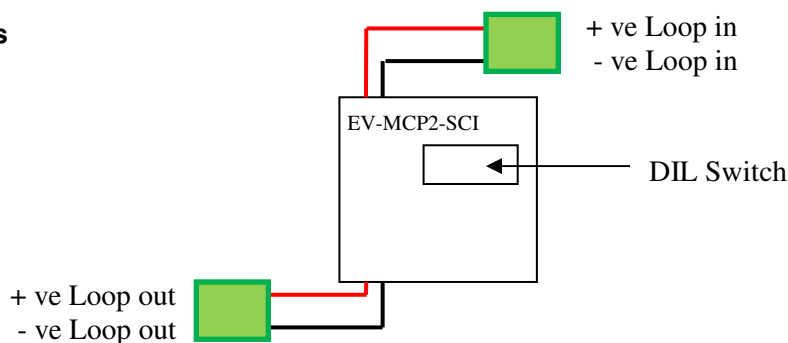 s
+ ve Loop in
- ve Loop in
EV-MCP2-SCI
DIL Switch
+ ve Loop out
- ve Loop out